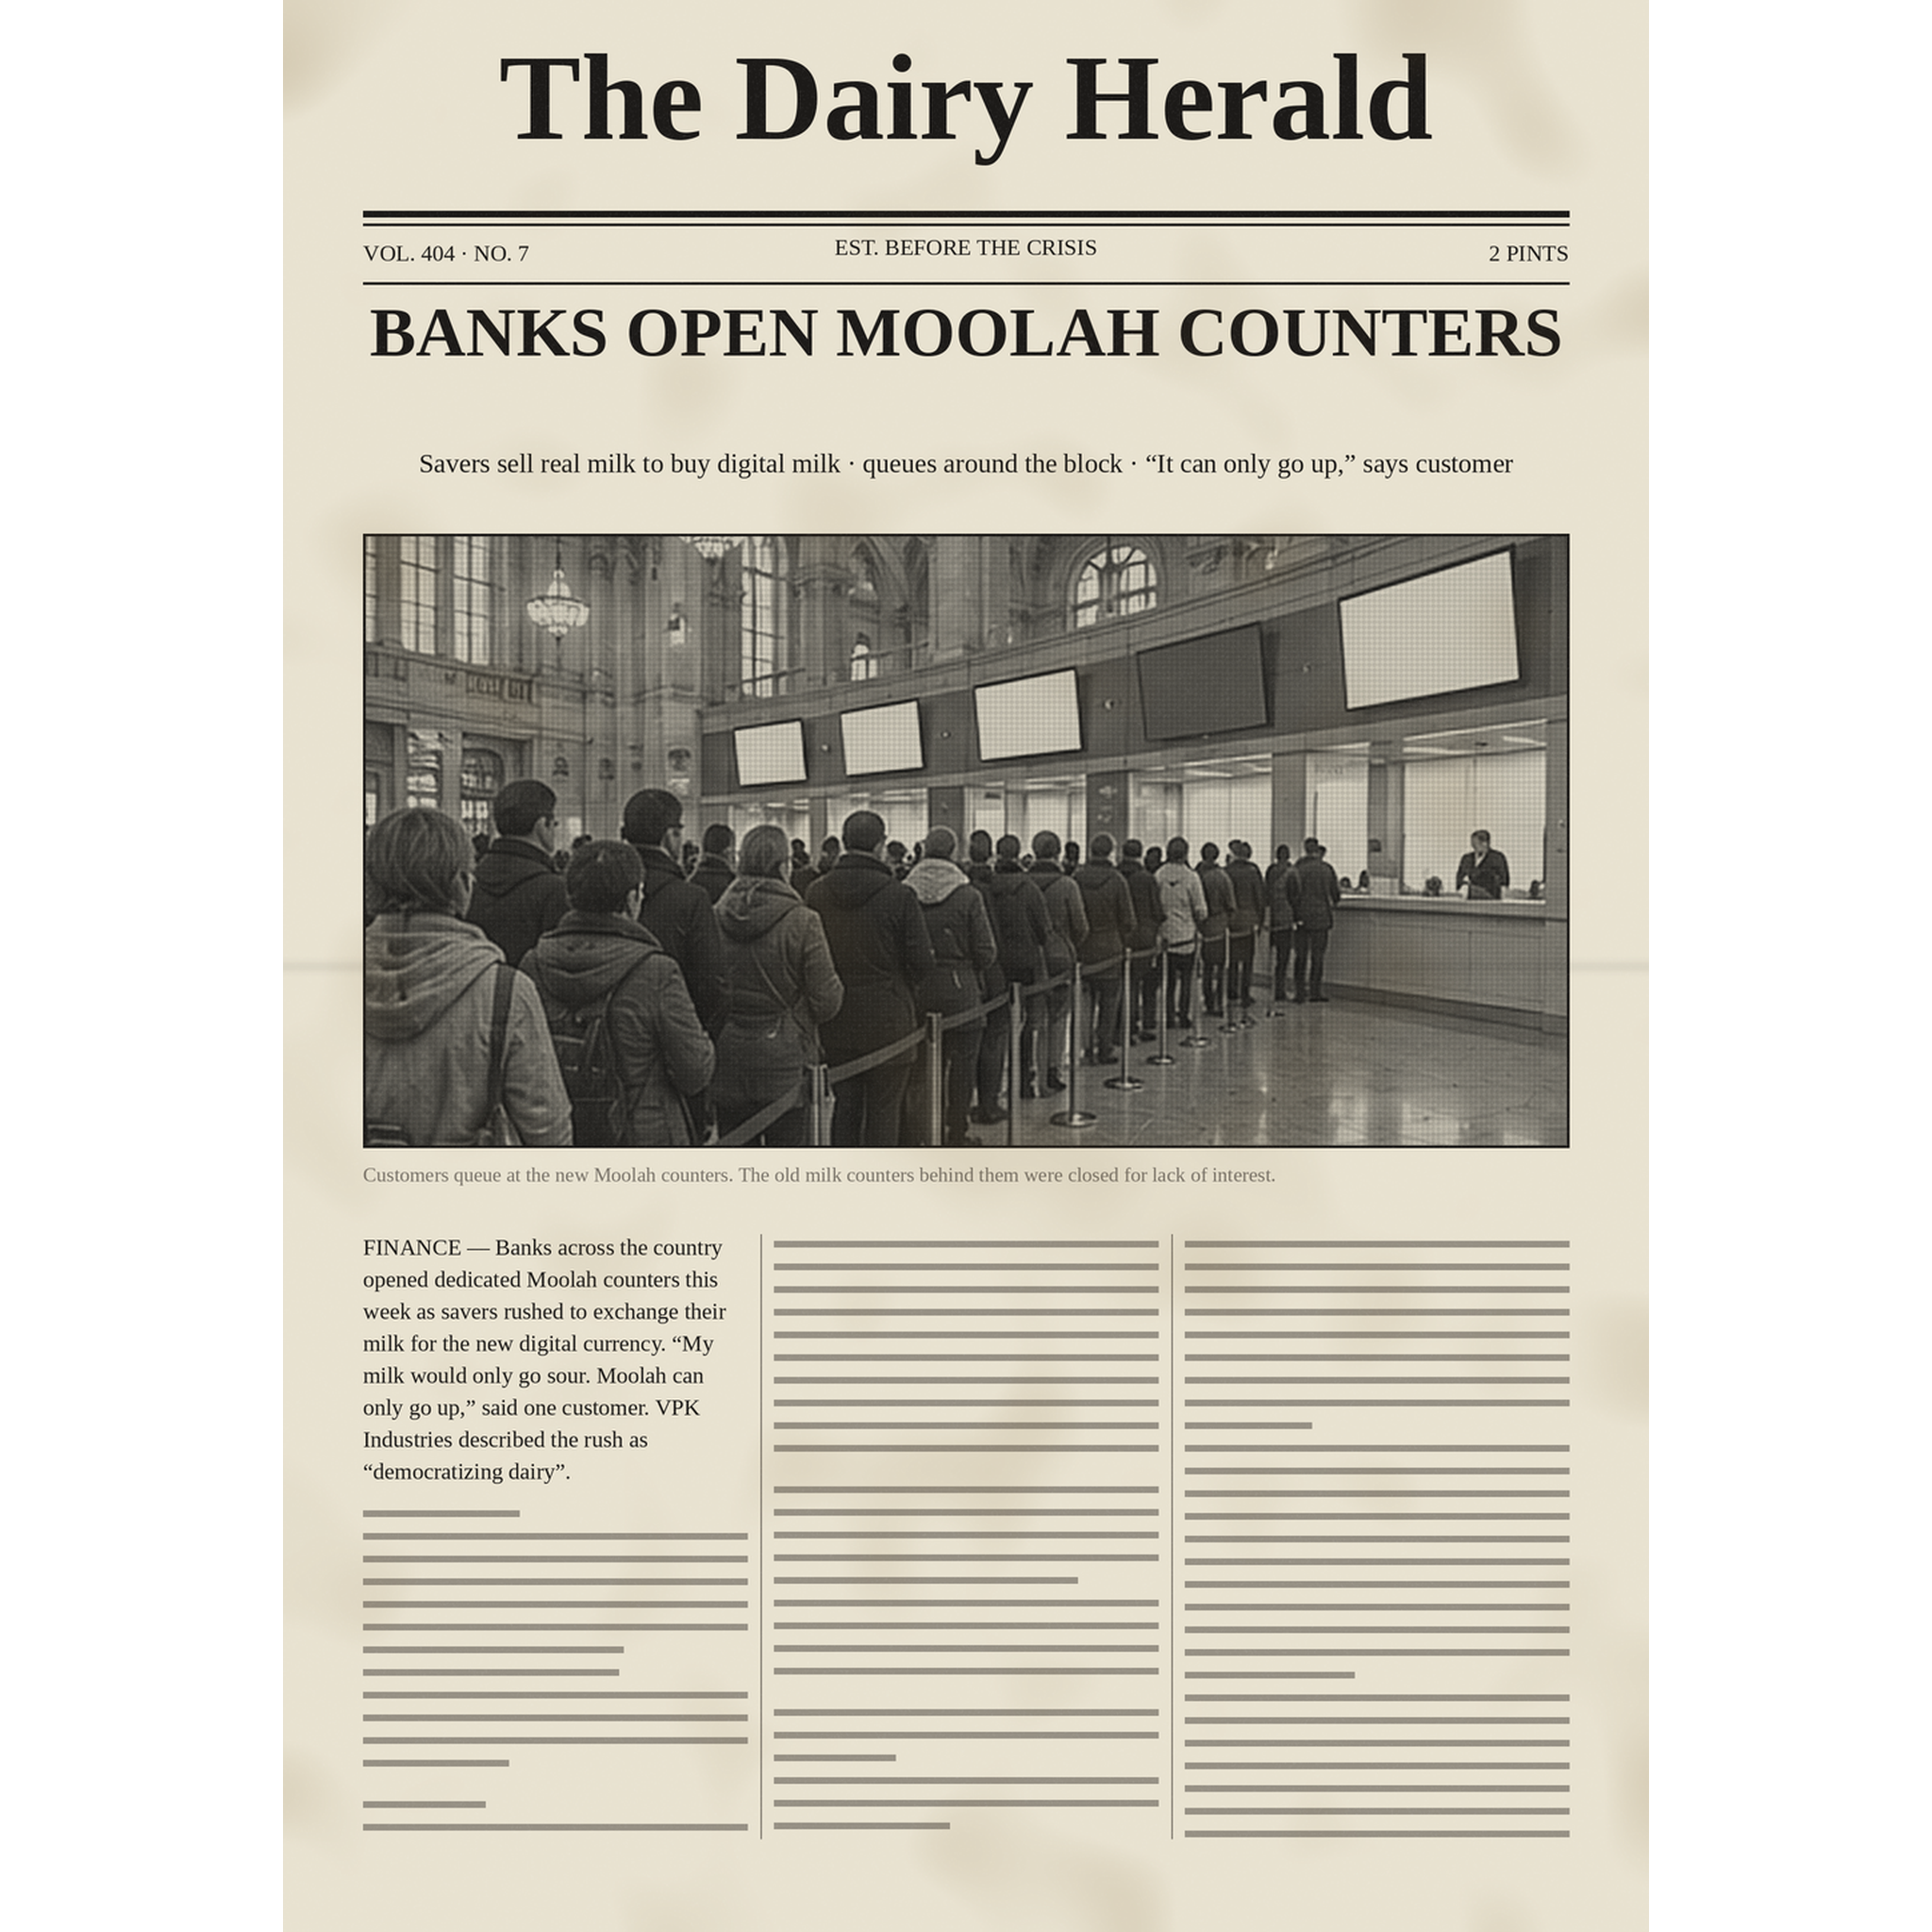 The Dairy Herald
VOL. 404 · NO. 7
EST. BEFORE THE CRISIS
2 PINTS
BANKS OPEN MOOLAH COUNTERS
Savers sell real milk to buy digital milk · queues around the block · “It can only go up,” says customer
Customers queue at the new Moolah counters. The old milk counters behind them were closed for lack of interest.
FINANCE — Banks across the country
opened dedicated Moolah counters this
week as savers rushed to exchange their
milk for the new digital currency. “My
milk would only go sour. Moolah can
only go up,” said one customer. VPK
Industries described the rush as
“democratizing dairy”.